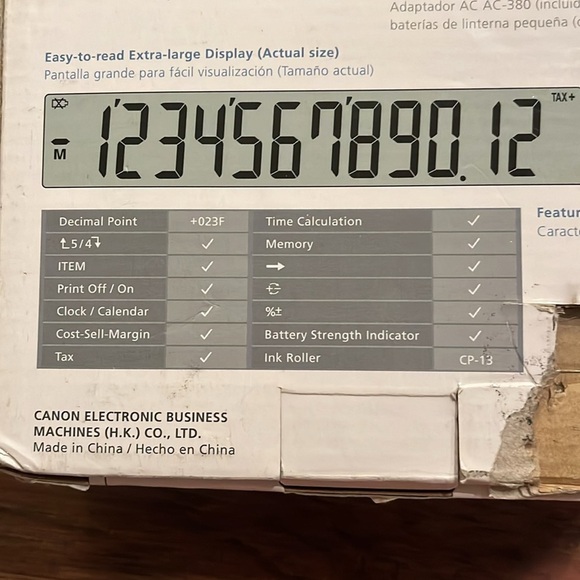 Adaptador AC AC-380 (incluid
baterías de linterna pequeña (
Easy-to-read Extra-large Display (Actual size)
Pantalla grande para fácil visualización (Tamaño actual)
TAX+
- 1'234'567'890.12
M
Decimal Point +023F Time Calculation ✓
5/4 ✓ Memory ✓
ITEM ✓ → ✓
Print Off / On ✓ ✓
Clock / Calendar ✓ %± ✓
Cost-Sell-Margin ✓ Battery Strength Indicator ✓
Tax ✓ Ink Roller CP-13
Featur
Caract
CANON ELECTRONIC BUSINESS
MACHINES (H.K.) CO., LTD.
Made in China / Hecho en China